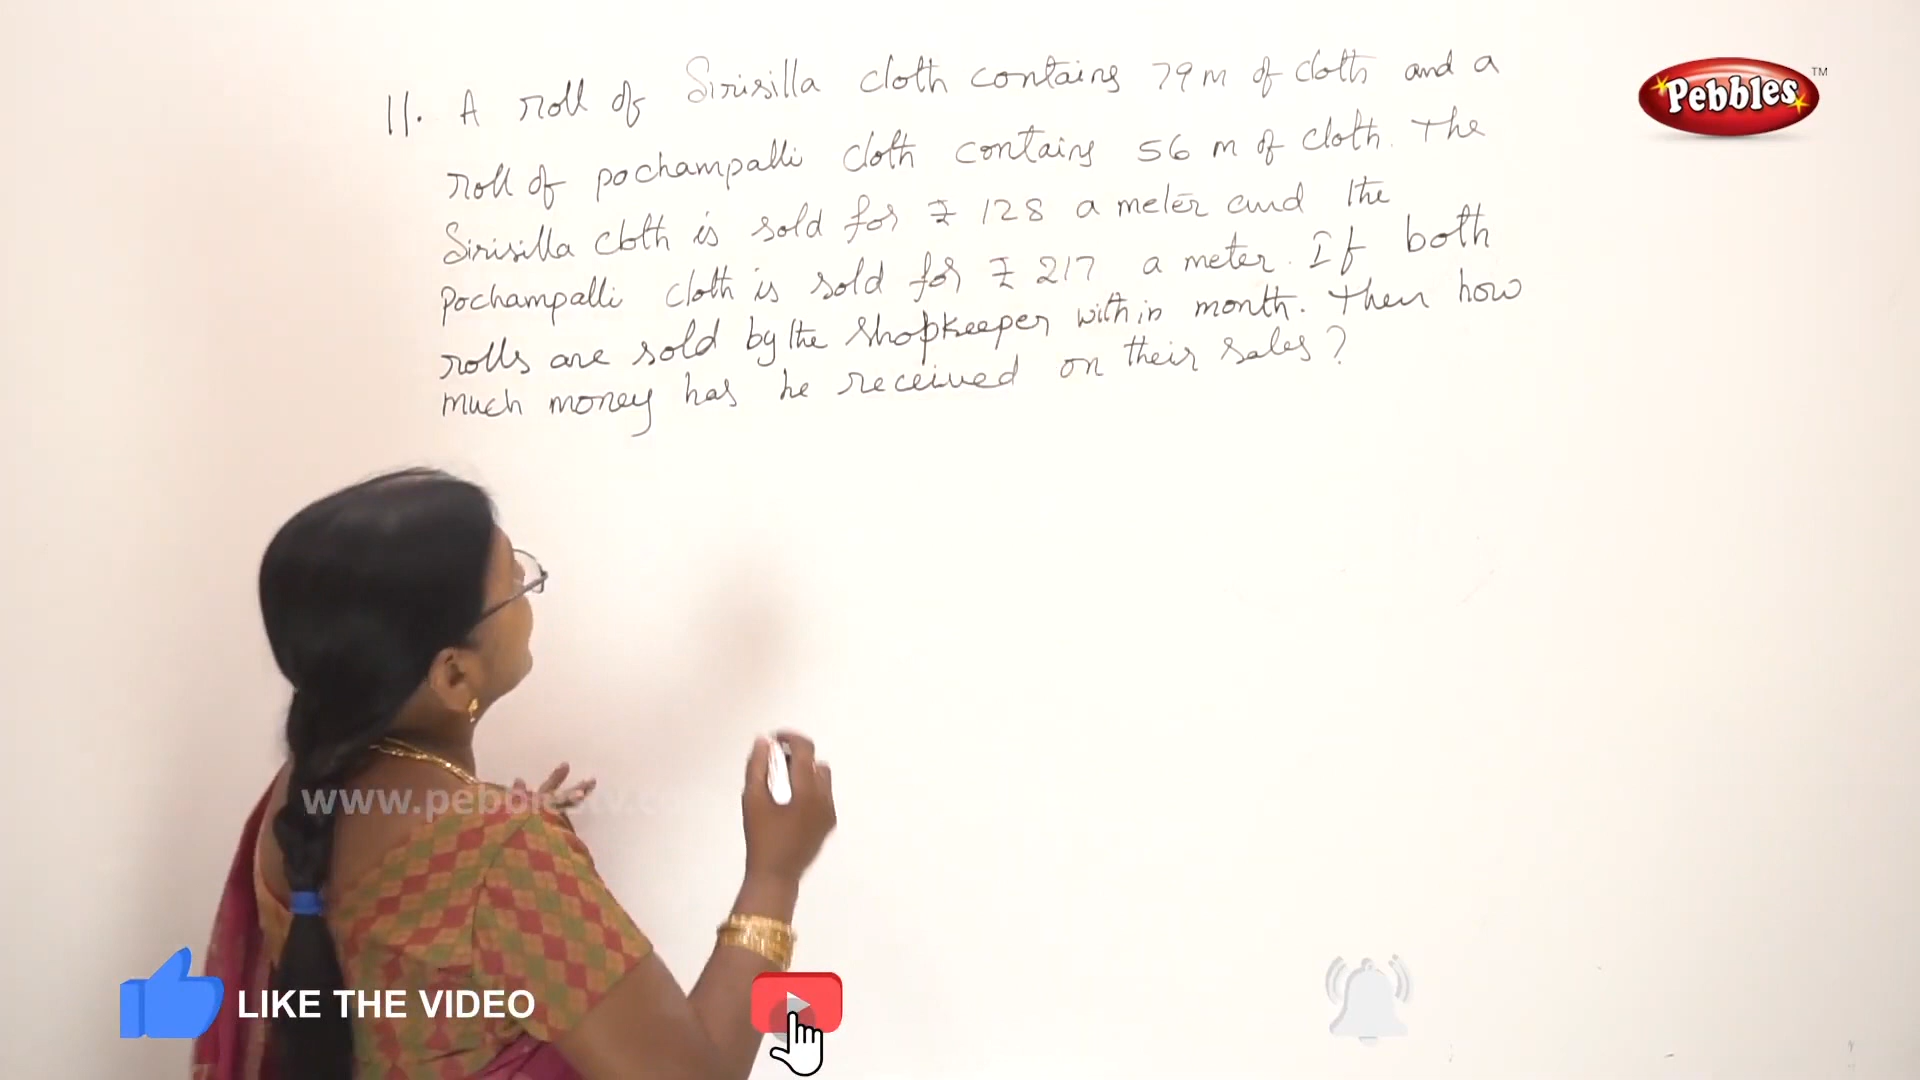 Pebbles TM
11. A roll of Sirisilla cloth contains 79 m of cloth and a
roll of pochampalli cloth contains 56 m of cloth. The
Sirisilla cloth is sold for ₹ 128 a meter and the
pochampalli cloth is sold for ₹ 217 a meter. If both
rolls are sold by the shopkeeper within month. Then how
much money has he received on their sales?
www.pebblestv.c
LIKE THE VIDEO